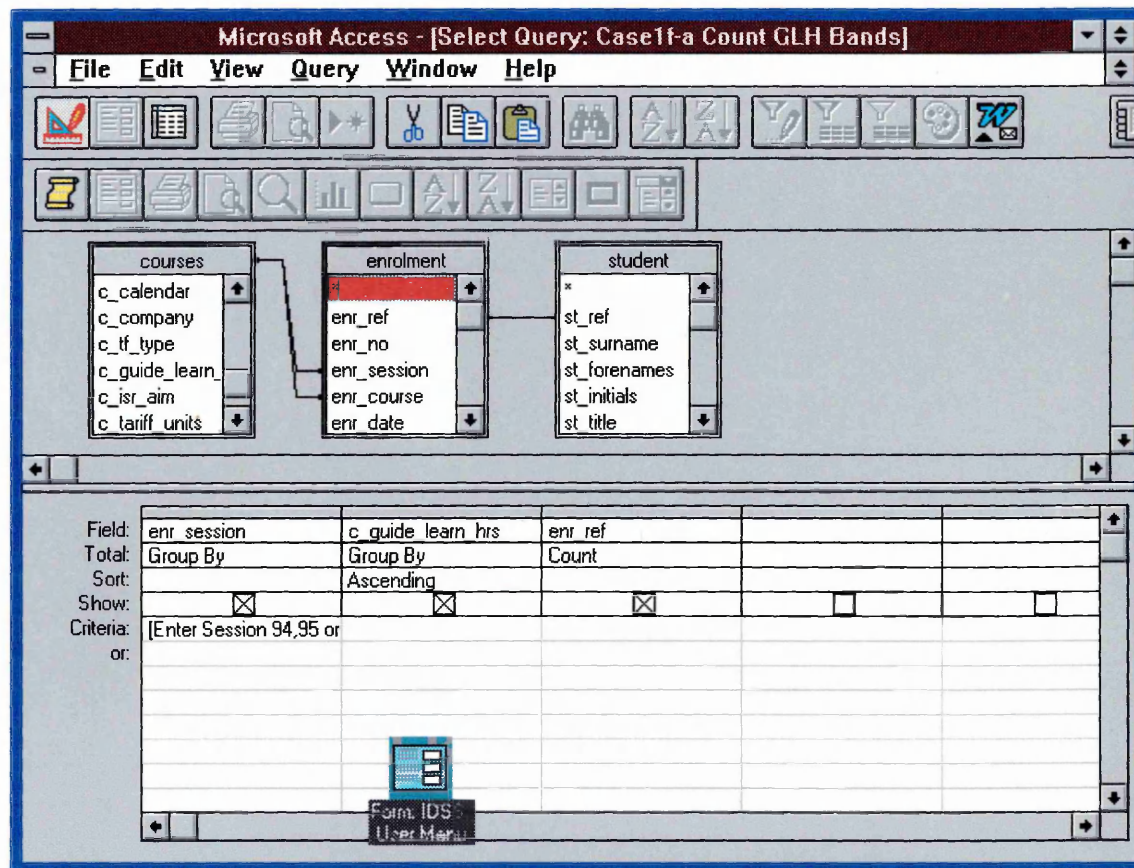 Microsoft Access - [Select Query: Case1f-a Count GLH Bands]
File Edit View Query Window Help
courses
c_calendar
c_company
c_tf_type
c_guide_learn_
c_isr_aim
c_tariff_units
enrolment
*
enr_ref
enr_no
enr_session
enr_course
enr_date
student
*
st_ref
st_surname
st_forenames
st_initials
st_title
Field: enr_session c_guide_learn_hrs enr_ref
Total: Group By Group By Count
Sort: Ascending
Show:
Criteria: [Enter Session 94,95 or
or:
Form: IDS
User Menu